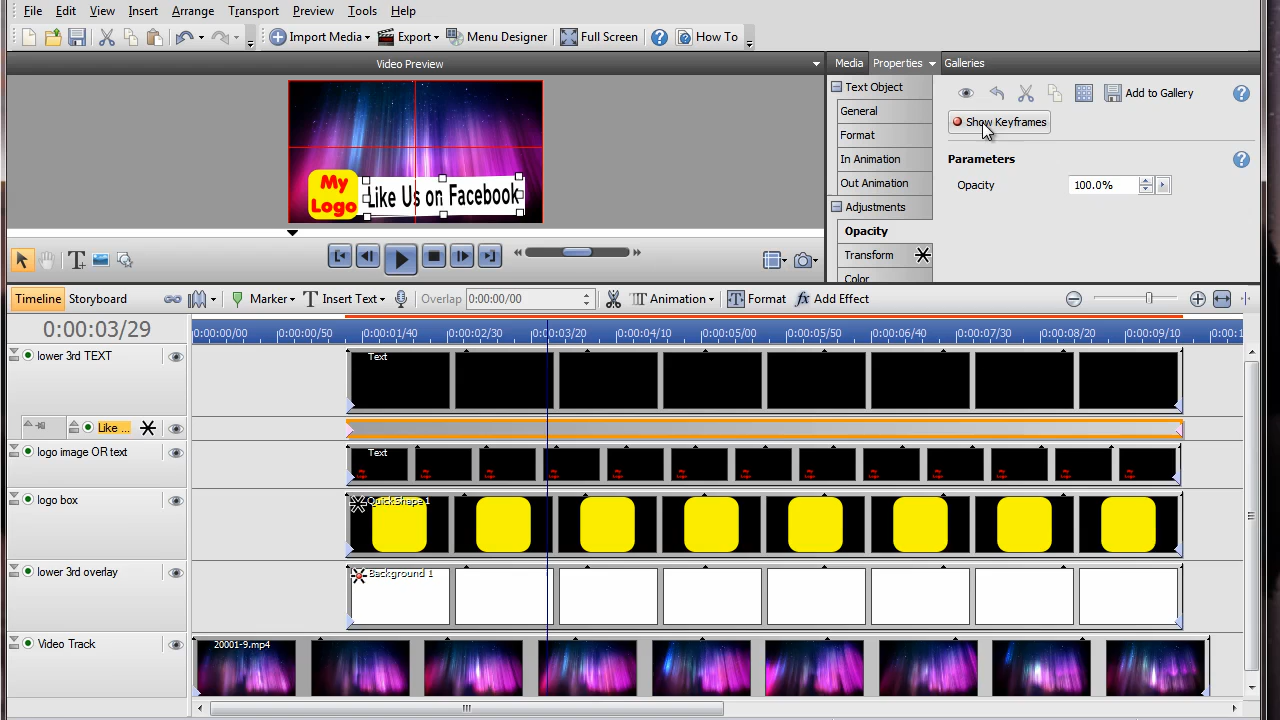 File Edit View Insert Arrange Transport Preview Tools Help
Import Media Export Menu Designer Full Screen How To
Video Preview
Media Properties Galleries
Text Object
General
Format
In Animation
Out Animation
Adjustments
Opacity
Transform
Color
Add to Gallery
Show Keyframes
Parameters
Opacity 100.0%
My
Logo
Like Us on Facebook
Timeline Storyboard Marker Insert Text Overlap 0:00:00/00 Animation Format fx Add Effect
0:00:03/29
0:00:00/00 0:00:00/50 0:00:01/40 0:00:02/30 0:00:03/20 0:00:04/10 0:00:05/00 0:00:05/50 0:00:06/40 0:00:07/30 0:00:08/20 0:00:09/10 0:00:1
lower 3rd TEXT
Text
Like ...
logo image OR text
Text
logo box
QuickShape 1
lower 3rd overlay
Background 1
Video Track
20001-9.mp4